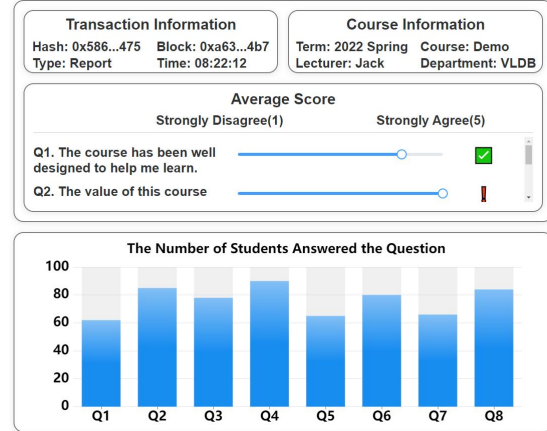 Transaction Information
Hash: 0x586...475 Block: 0xa63...4b7
Type: Report Time: 08:22:12
Course Information
Term: 2022 Spring Course: Demo
Lecturer: Jack Department: VLDB
Average Score
Strongly Disagree(1) Strongly Agree(5)
Q1. The course has been well
designed to help me learn.
Q2. The value of this course
The Number of Students Answered the Question
100
80
60
40
20
0
Q1 Q2 Q3 Q4 Q5 Q6 Q7 Q8